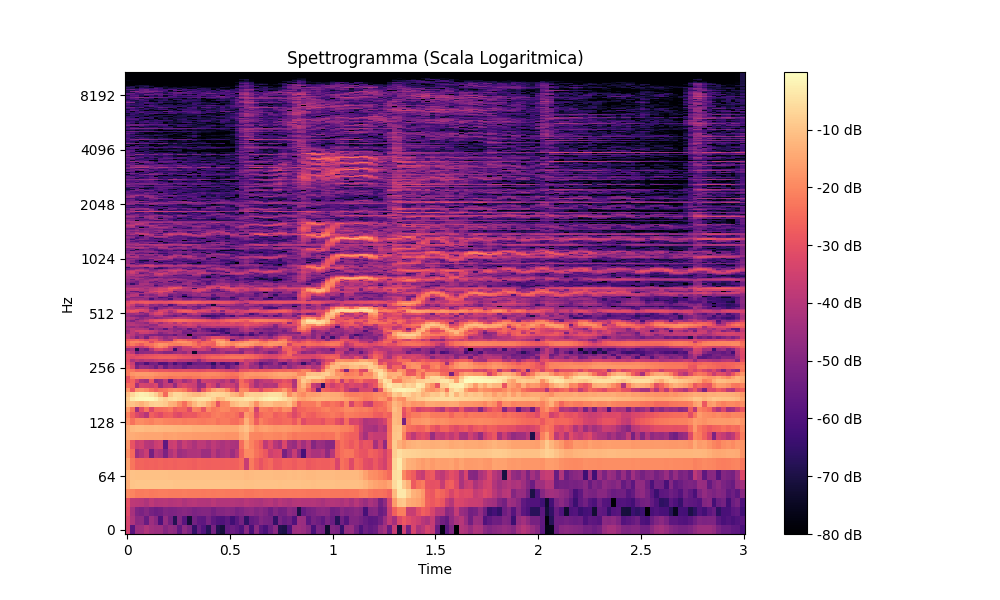 Spettrogramma (Scala Logaritmica)
8192
4096
2048
1024
512
256
128
64
0
Hz
0
0.5
1
1.5
2
2.5
3
Time
-10 dB
-20 dB
-30 dB
-40 dB
-50 dB
-60 dB
-70 dB
-80 dB